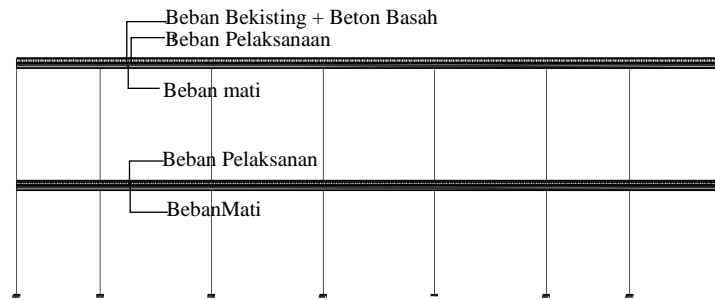 Beban Bekisting + Beton Basah
Beban Pelaksanaan
Beban mati
Beban Pelaksanan
BebanMati